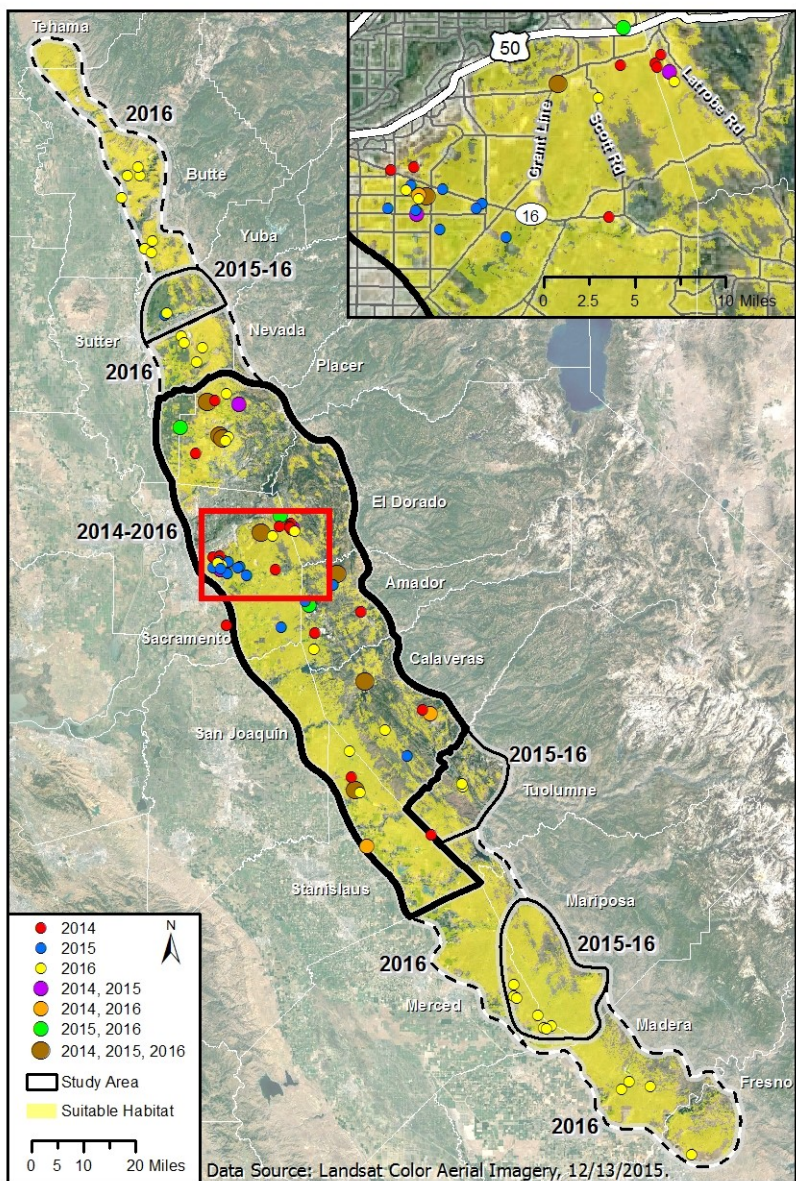 Tehama
2016
Butte
Yuba
2015-16
Sutter
Nevada
2016
Placer
50
Latrobe Rd
Grant Line
Scott Rd
16
0 2.5 5 10 Miles
El Dorado
2014-2016
Amador
Sacramento
Calaveras
San Joaquin
2015-16
Tuolumne
Stanislaus
Mariposa
2015-16
2016
Merced
Madera
Fresno
2016
N
2014
2015
2016
2014, 2015
2014, 2016
2015, 2016
2014, 2015, 2016
Study Area
Suitable Habitat
0 5 10 20 Miles
Data Source: Landsat Color Aerial Imagery, 12/13/2015.